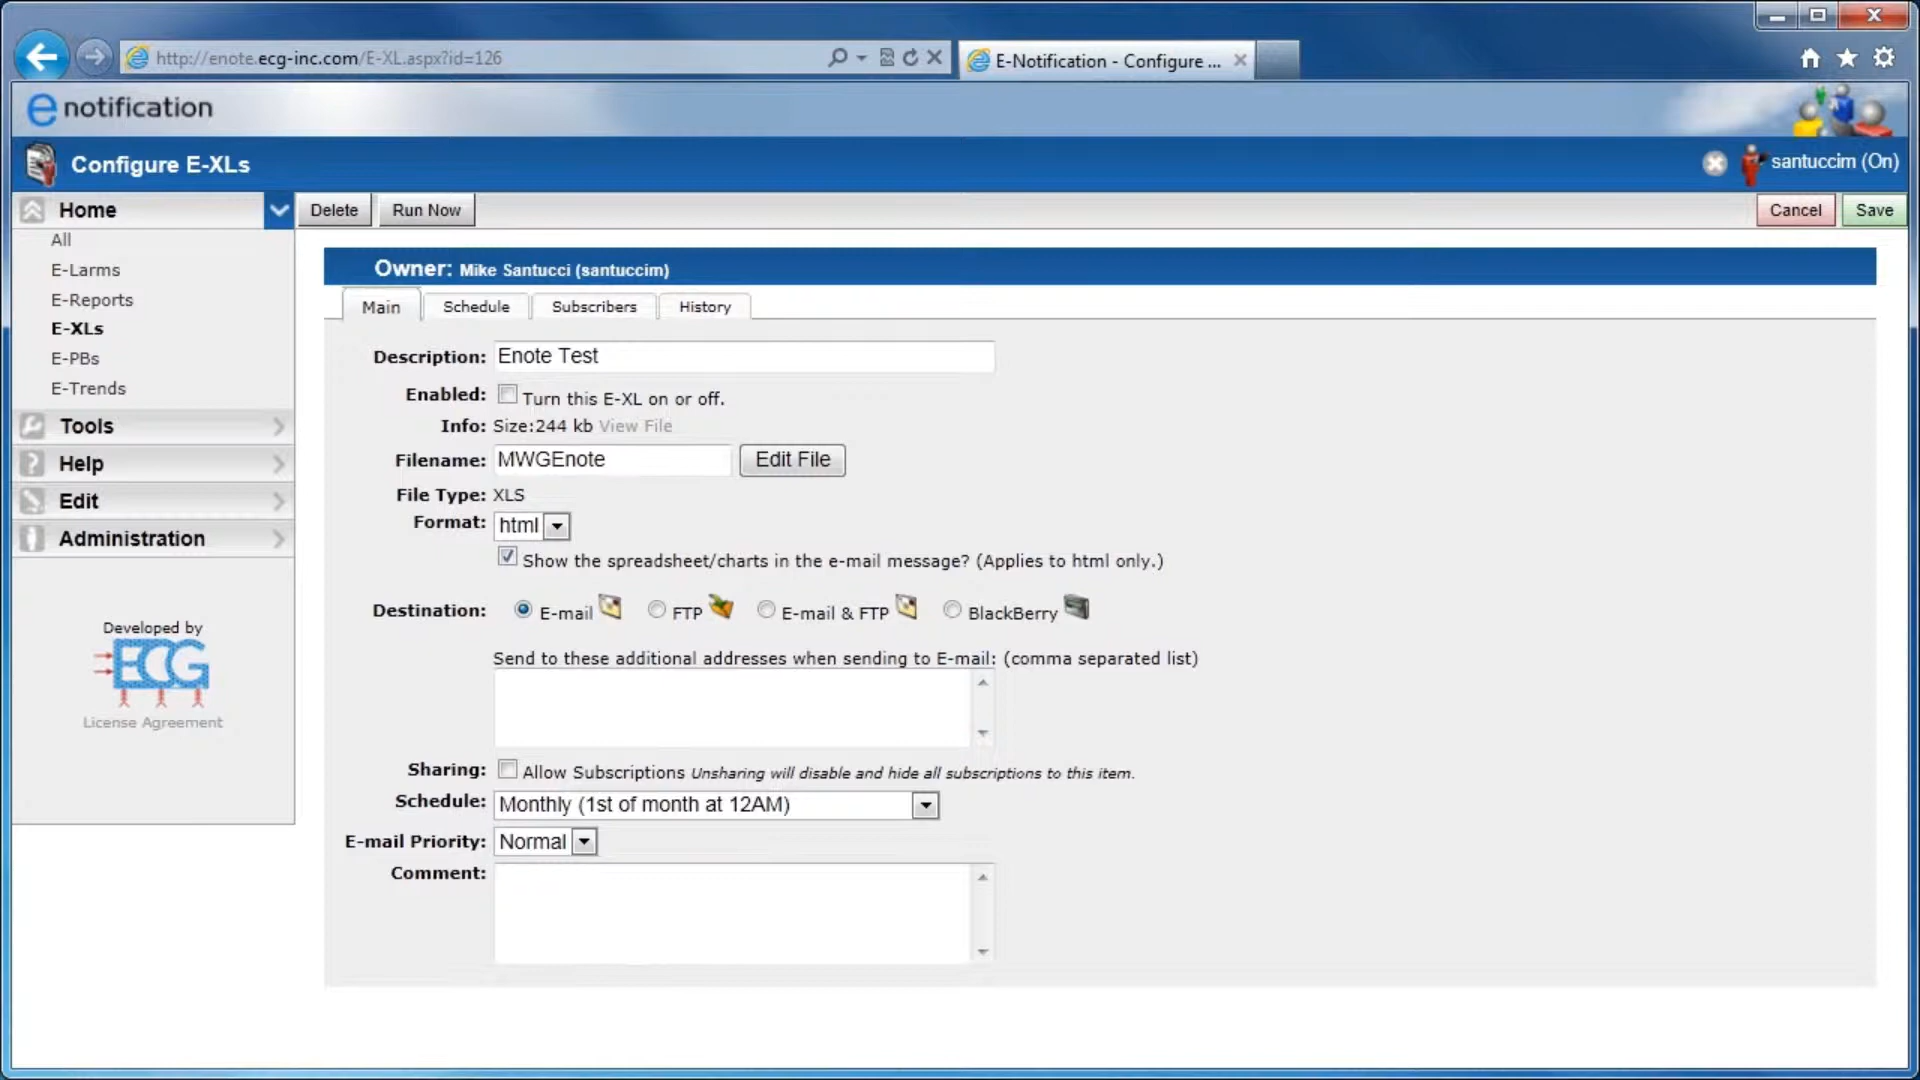 http://enote.ecg-inc.com/E-XL.aspx?id=126
E-Notification - Configure ...
e notification
Configure E-XLs
santuccim (On)
Home
Delete
Run Now
Cancel
Save
All
E-Larms
E-Reports
E-XLs
E-PBs
E-Trends
Tools
Help
Edit
Administration
Developed by
ECG
License Agreement
Owner: Mike Santucci (santuccim)
Main
Schedule
Subscribers
History
Description: Enote Test
Enabled: Turn this E-XL on or off.
Info: Size:244 kb View File
Filename: MWGEnote Edit File
File Type: XLS
Format: html
Show the spreadsheet/charts in the e-mail message? (Applies to html only.)
Destination: E-mail FTP E-mail & FTP BlackBerry
Send to these additional addresses when sending to E-mail: (comma separated list)
Sharing: Allow Subscriptions Unsharing will disable and hide all subscriptions to this item.
Schedule: Monthly (1st of month at 12AM)
E-mail Priority: Normal
Comment: